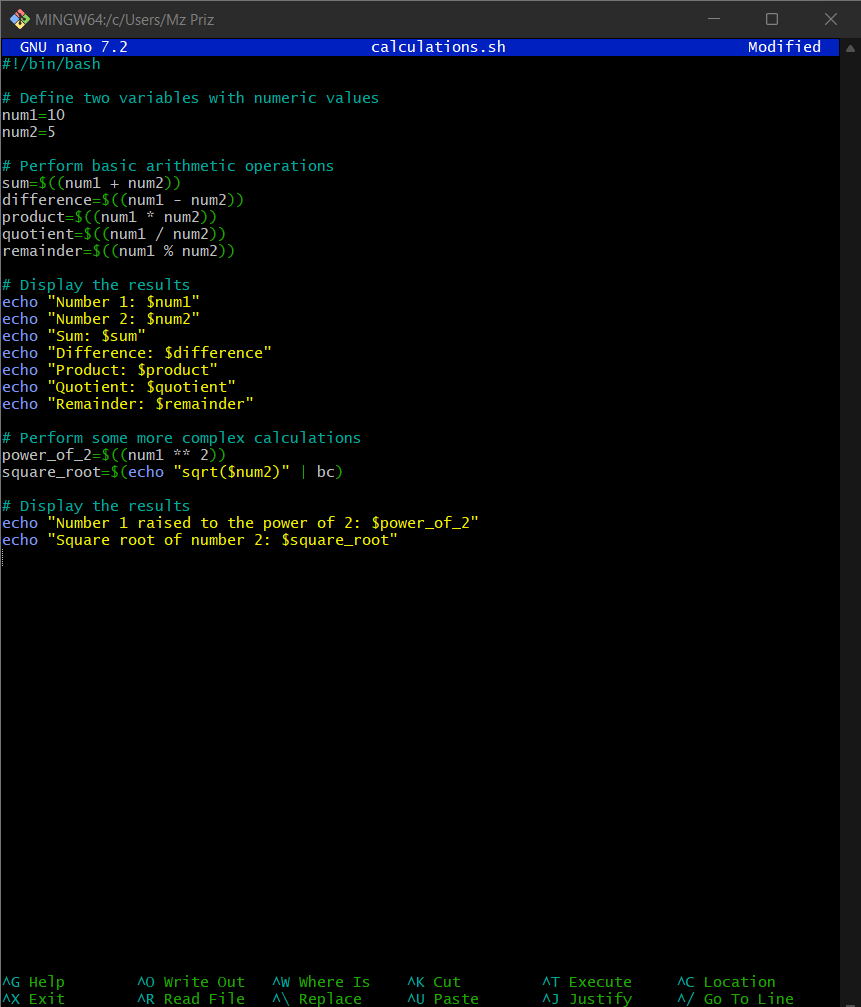 MINGW64:/c/Users/Mz Priz
GNU nano 7.2 calculations.sh Modified
#!/bin/bash
# Define two variables with numeric values
num1=10
num2=5
# Perform basic arithmetic operations
sum=$((num1 + num2))
difference=$((num1 - num2))
product=$((num1 * num2))
quotient=$((num1 / num2))
remainder=$((num1 % num2))
# Display the results
echo "Number 1: $num1"
echo "Number 2: $num2"
echo "Sum: $sum"
echo "Difference: $difference"
echo "Product: $product"
echo "Quotient: $quotient"
echo "Remainder: $remainder"
# Perform some more complex calculations
power_of_2=$((num1 ** 2))
square_root=$(echo "sqrt($num2)" | bc)
# Display the results
echo "Number 1 raised to the power of 2: $power_of_2"
echo "Square root of number 2: $square_root"
^G Help ^O Write Out ^W Where Is ^K Cut ^T Execute ^C Location
^X Exit ^R Read File ^\ Replace ^U Paste ^J Justify ^/ Go To Line